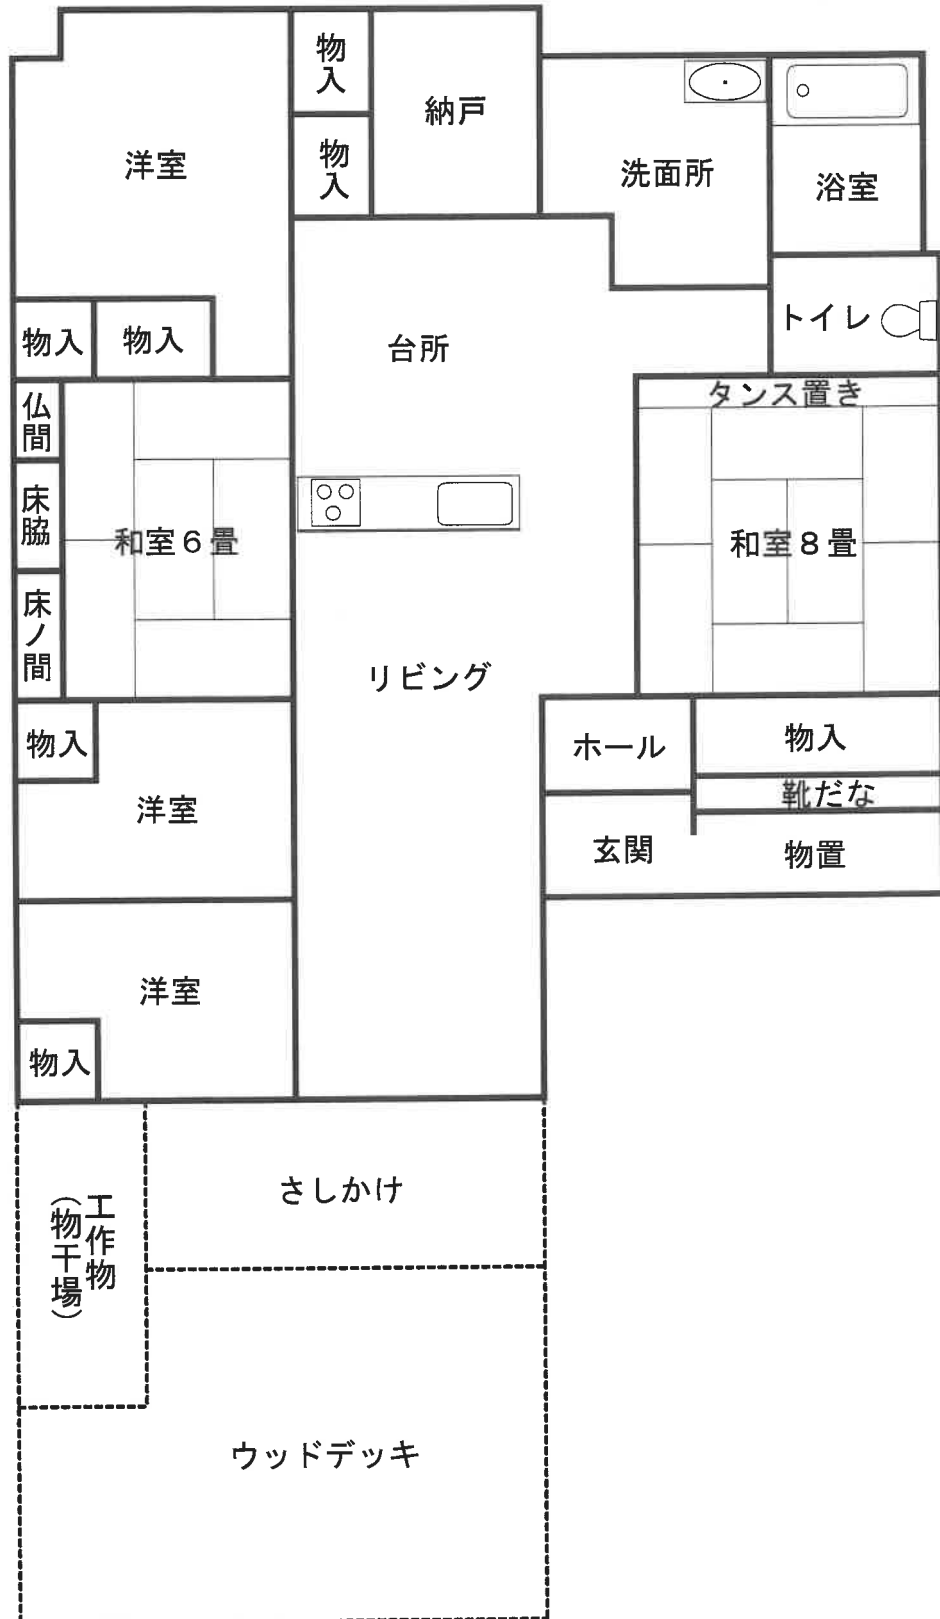 物入
納戸
物入
洋室
洗面所
浴室
物入
物入
台所
トイレ
タンス置き
仏間
床脇
床ノ間
和室６畳
和室８畳
リビング
物入
ホール
物入
靴だな
洋室
玄関
物置
洋室
物入
さしかけ
工作物
（物干場）
ウッドデッキ